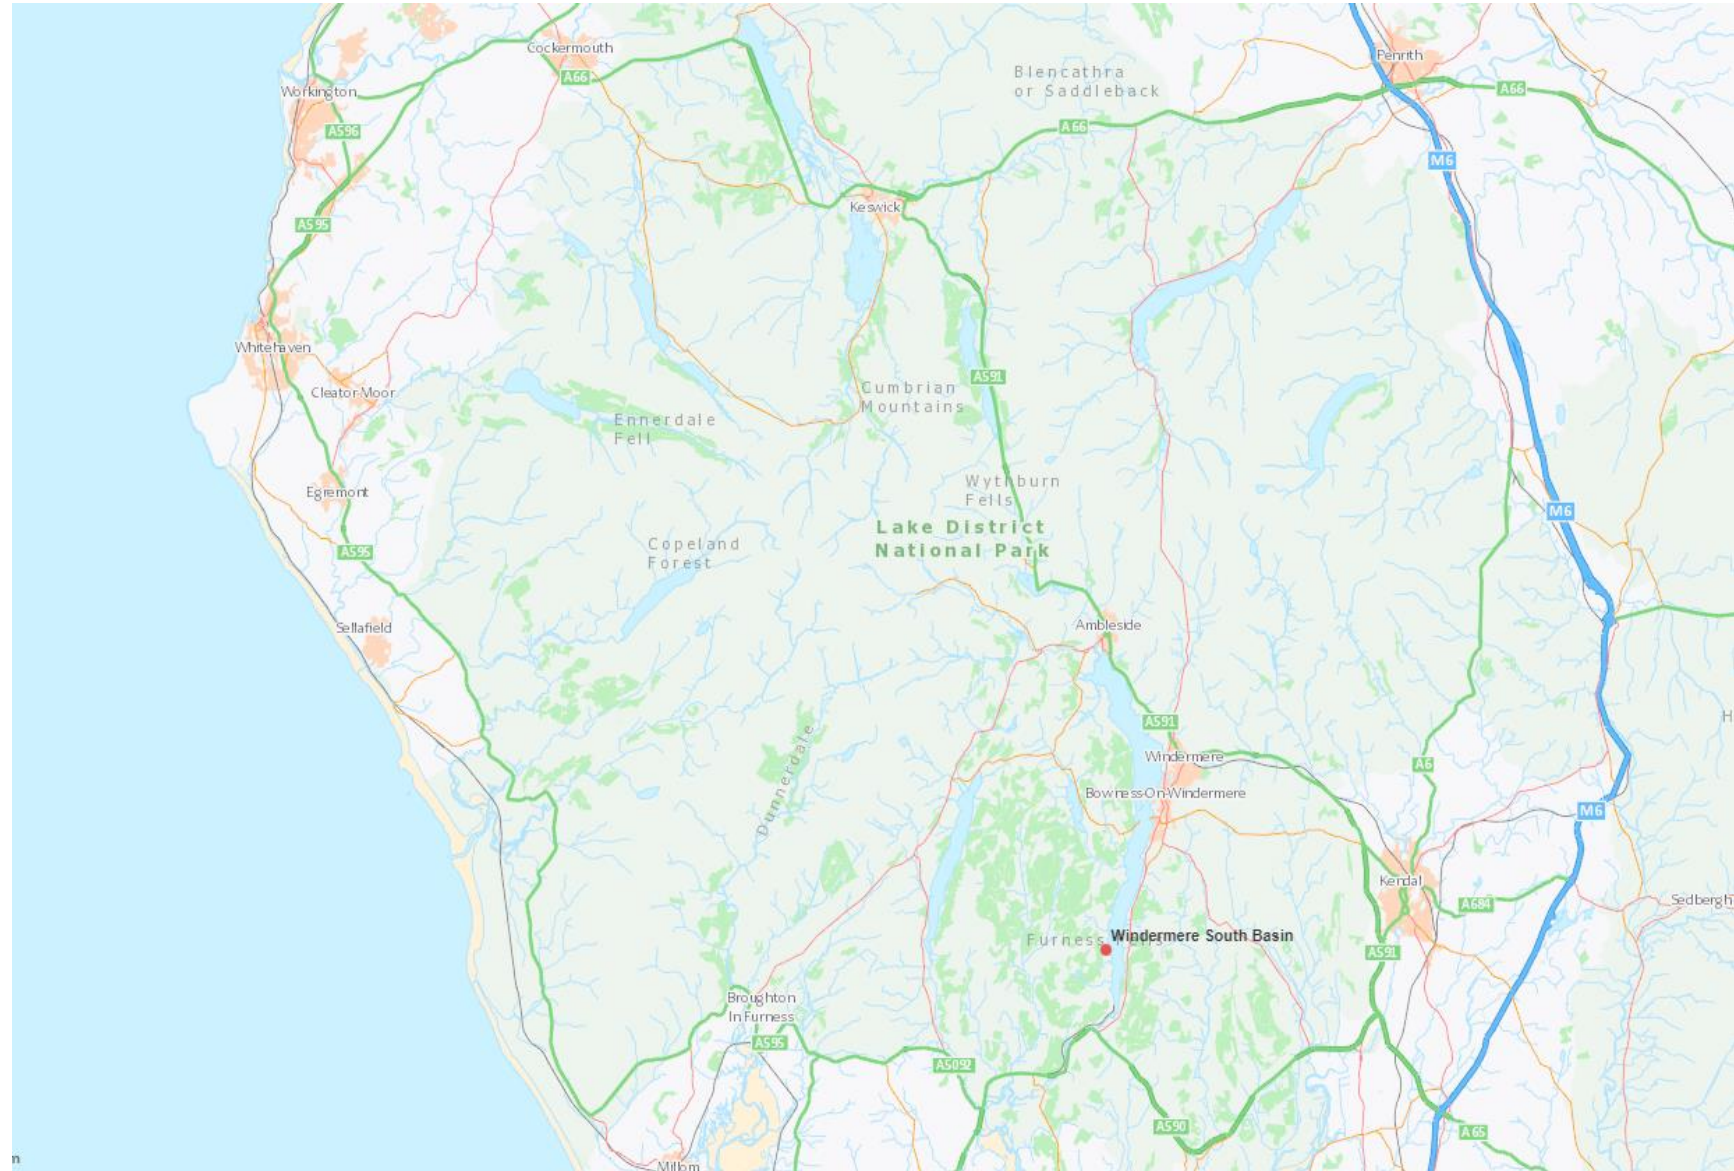 Cockermouth
Penrith
Blencathra
or Saddleback
A66
A66
Workington
A66
A596
M6
Keswick
A595
Whitehaven
A591
Cleator Moor
Cumbrian
Mountains
Ennerdale
Fell
Wythburn
Fells
Egremont
M6
Lake District
National Park
Copeland
Forest
A595
Sellafield
Ambleside
H
A591
Dunnerdale
Windermere
A6
Bowness-On-Windermere
M6
Kendal
A684
Sedbergh
Furness Fells
Windermere South Basin
A591
Broughton
In Furness
A595
A5092
A590
A65
m
Millom